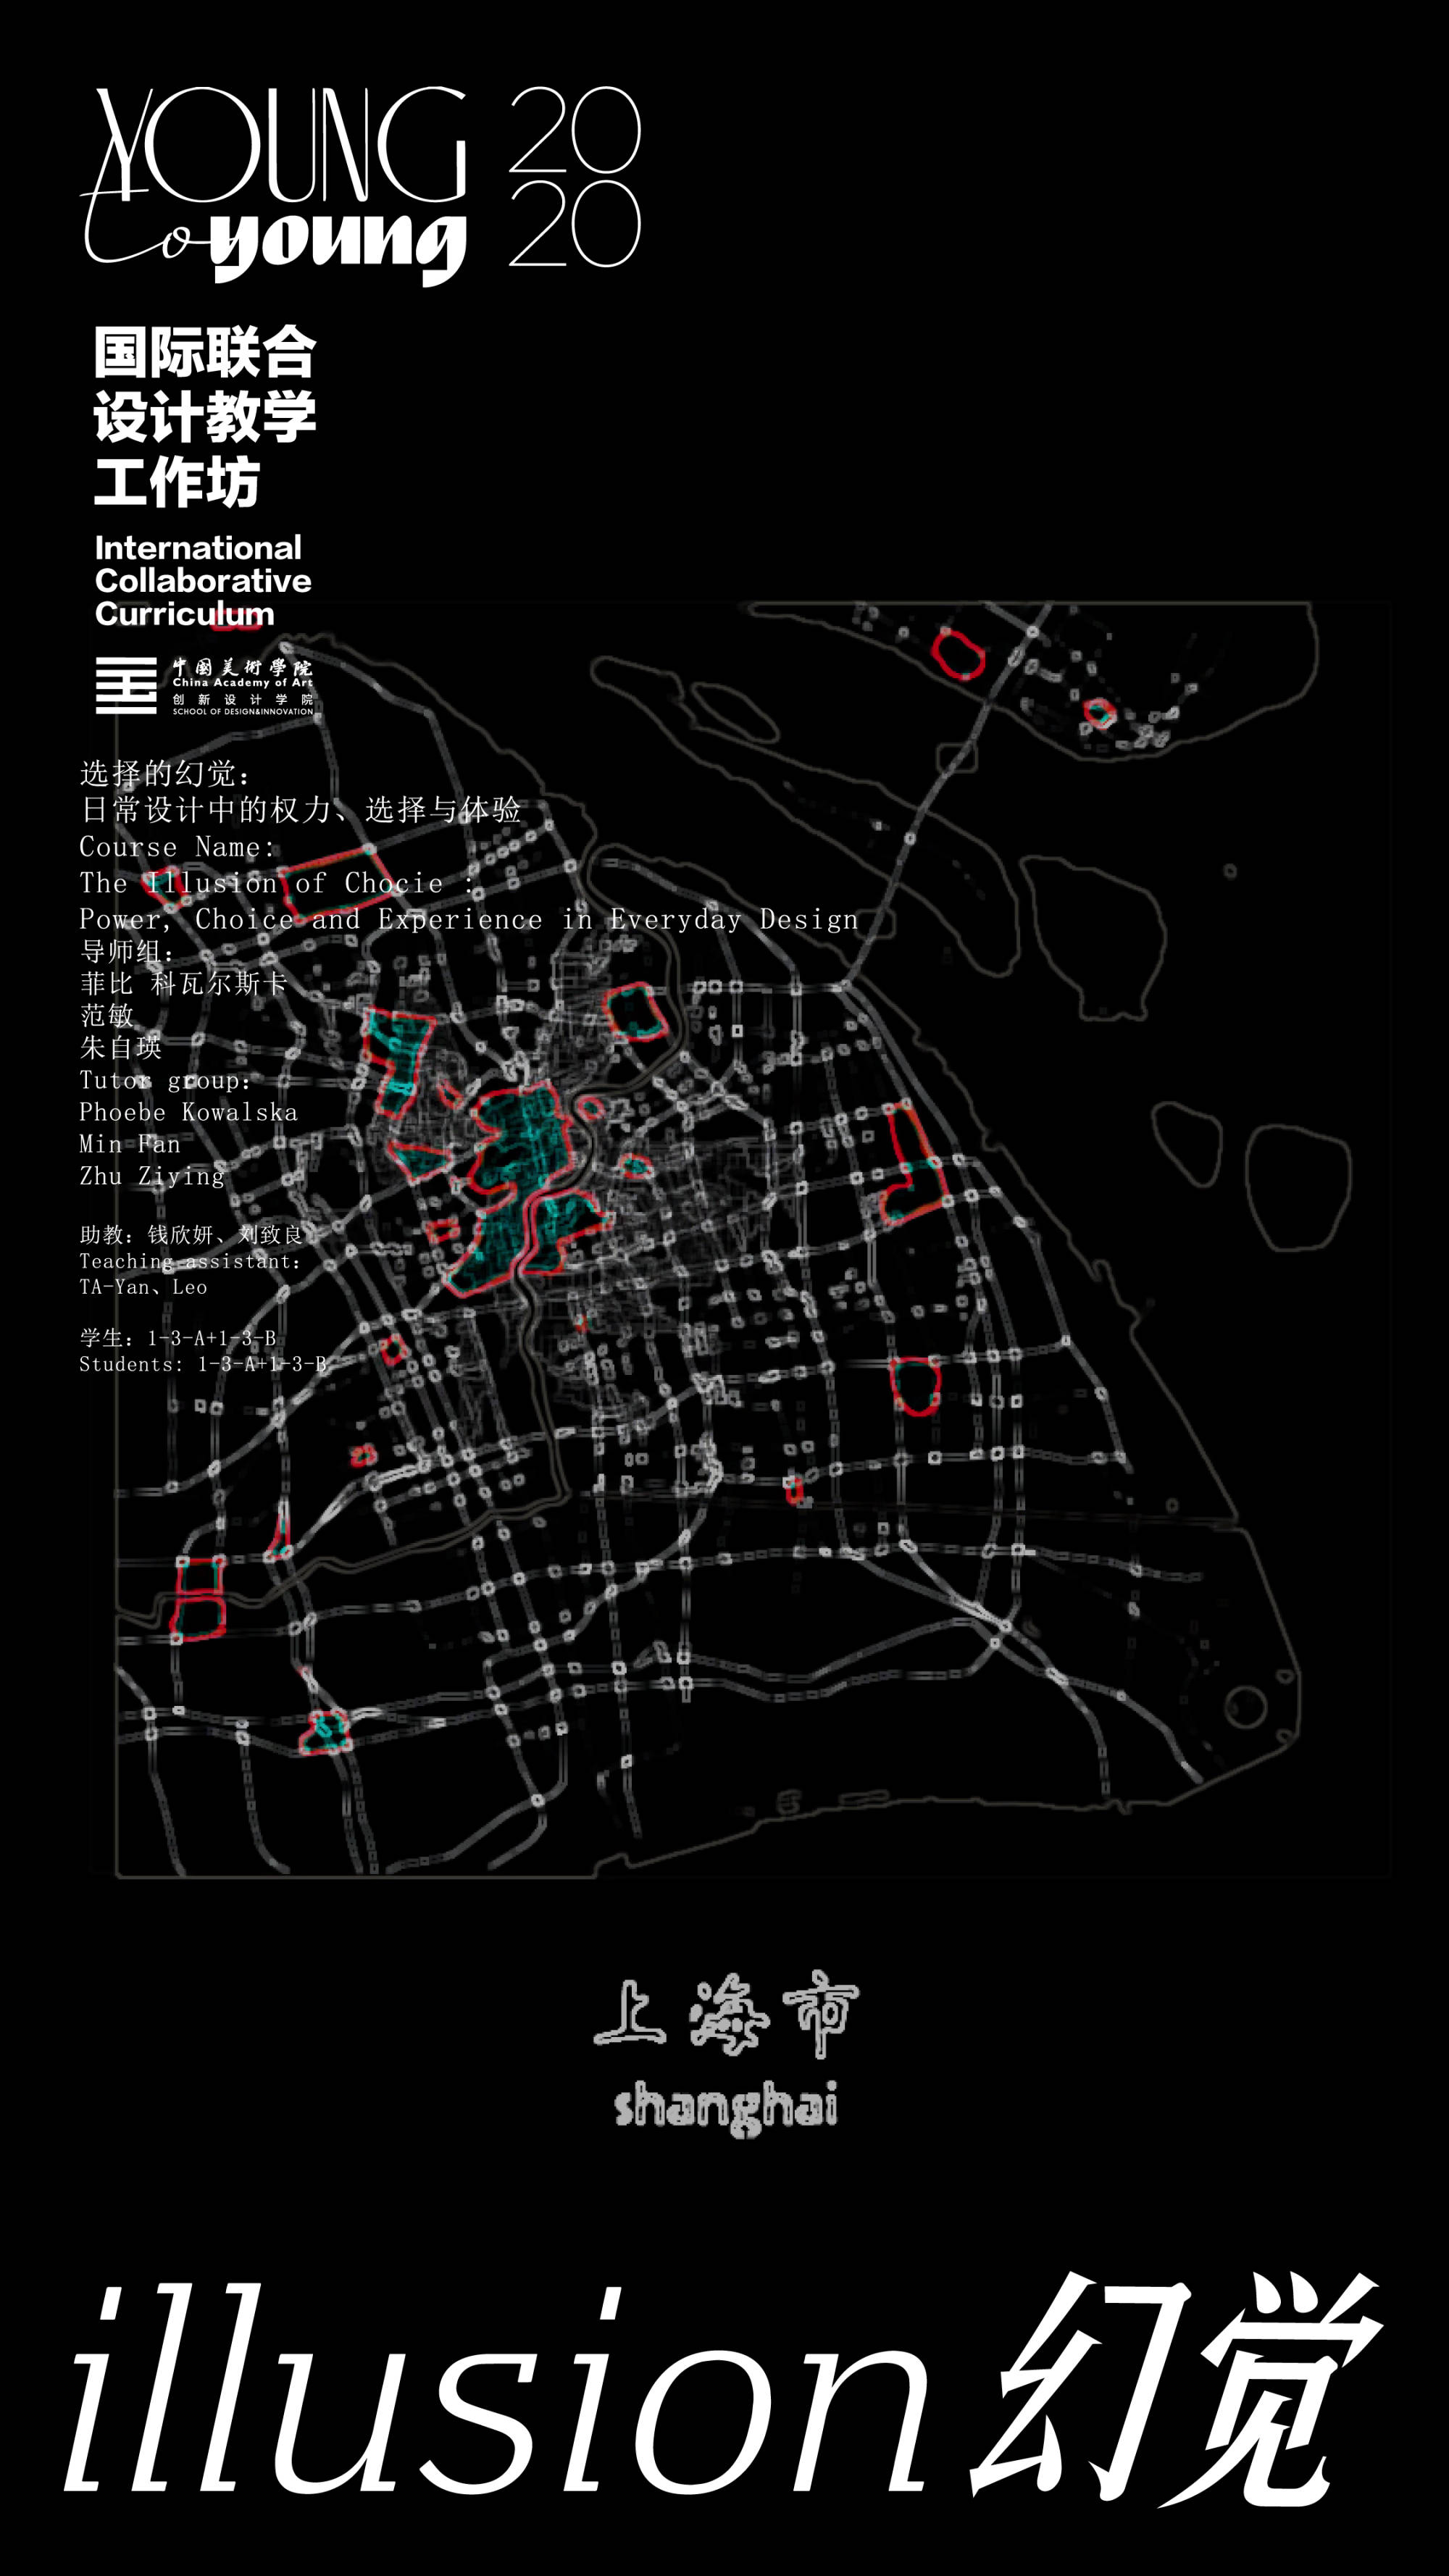 YOUNG
to young
2020
国际联合
设计教学
工作坊
International
Collaborative
Curriculum
中國美術學院
China Academy of Art
创新设计学院
SCHOOL OF DESIGN&INNOVATION
选择的幻觉：
日常设计中的权力、选择与体验
Course Name:
The Illusion of Chocie :
Power, Choice and Experience in Everyday Design
导师组：
菲比 科瓦尔斯卡
范敏
朱自瑛
Tutor group:
Phoebe Kowalska
Min Fan
Zhu Ziying
助教：钱欣妍、刘致良
Teaching assistant:
TA-Yan、Leo
学生：1-3-A+1-3-B
Students: 1-3-A+1-3-B
上海市
shanghai
illusion 幻觉